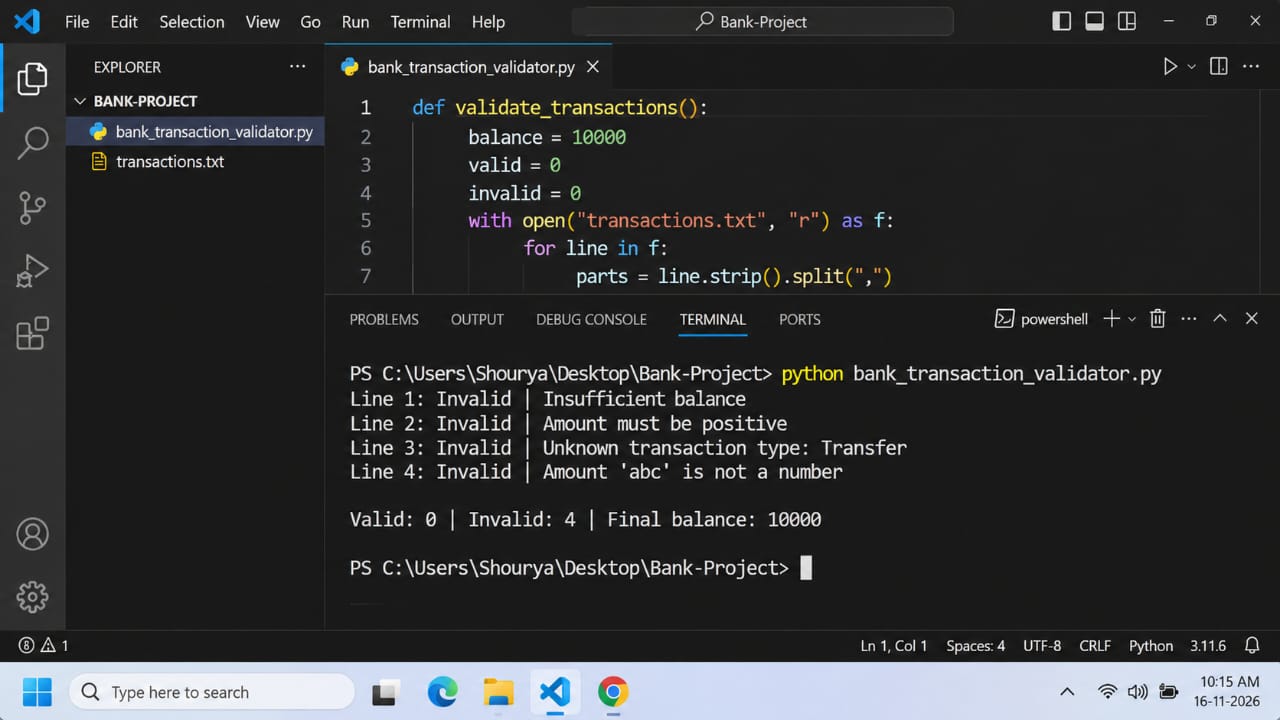 File Edit Selection View Go Run Terminal Help Bank-Project
EXPLORER
BANK-PROJECT
bank_transaction_validator.py
transactions.txt
bank_transaction_validator.py
1 def validate_transactions():
2 balance = 10000
3 valid = 0
4 invalid = 0
5 with open("transactions.txt", "r") as f:
6 for line in f:
7 parts = line.strip().split(",")
PROBLEMS OUTPUT DEBUG CONSOLE TERMINAL PORTS powershell
PS C:\Users\Shourya\Desktop\Bank-Project> python bank_transaction_validator.py
Line 1: Invalid | Insufficient balance
Line 2: Invalid | Amount must be positive
Line 3: Invalid | Unknown transaction type: Transfer
Line 4: Invalid | Amount 'abc' is not a number
Valid: 0 | Invalid: 4 | Final balance: 10000
PS C:\Users\Shourya\Desktop\Bank-Project>
8 1 Ln 1, Col 1 Spaces: 4 UTF-8 CRLF Python 3.11.6
Type here to search
10:15 AM
16-11-2026